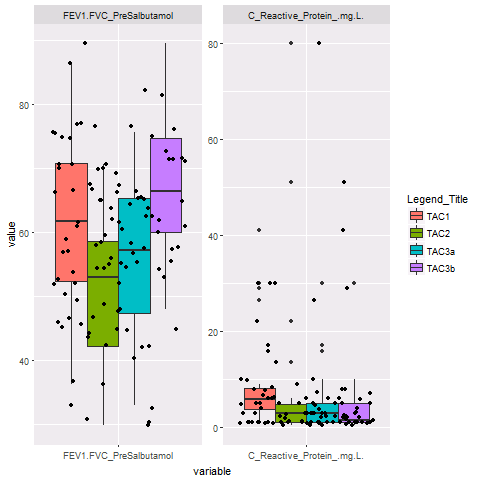 FEV1.FVC_PreSalbutamol
C_Reactive_Protein_.mg.L.
value
80
60
40
80
60
40
20
0
FEV1.FVC_PreSalbutamol
C_Reactive_Protein_.mg.L.
variable
Legend_Title
TAC1
TAC2
TAC3a
TAC3b